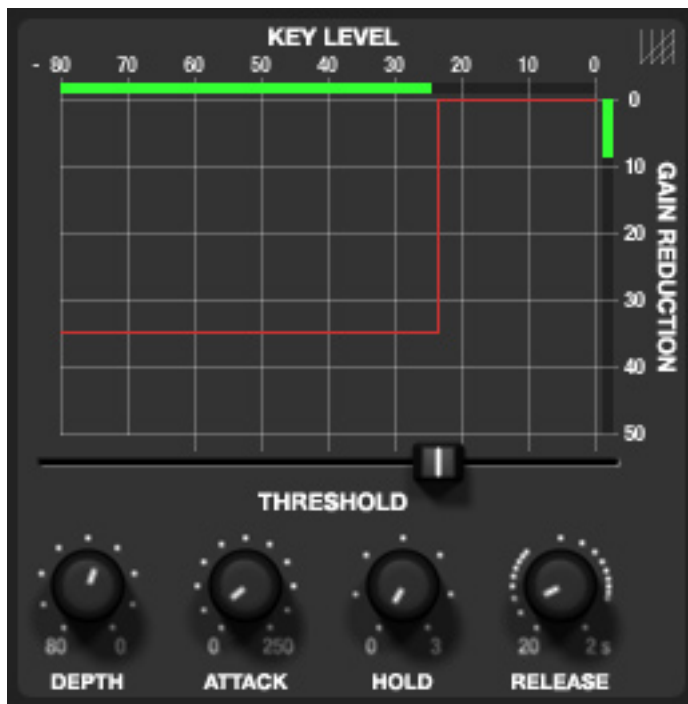 KEY LEVEL
- 80 70 60 50 40 30 20 10 0
0
10
20
30
40
50
GAIN REDUCTION
THRESHOLD
80 0 0 250 0 3 20 2 s
DEPTH ATTACK HOLD RELEASE